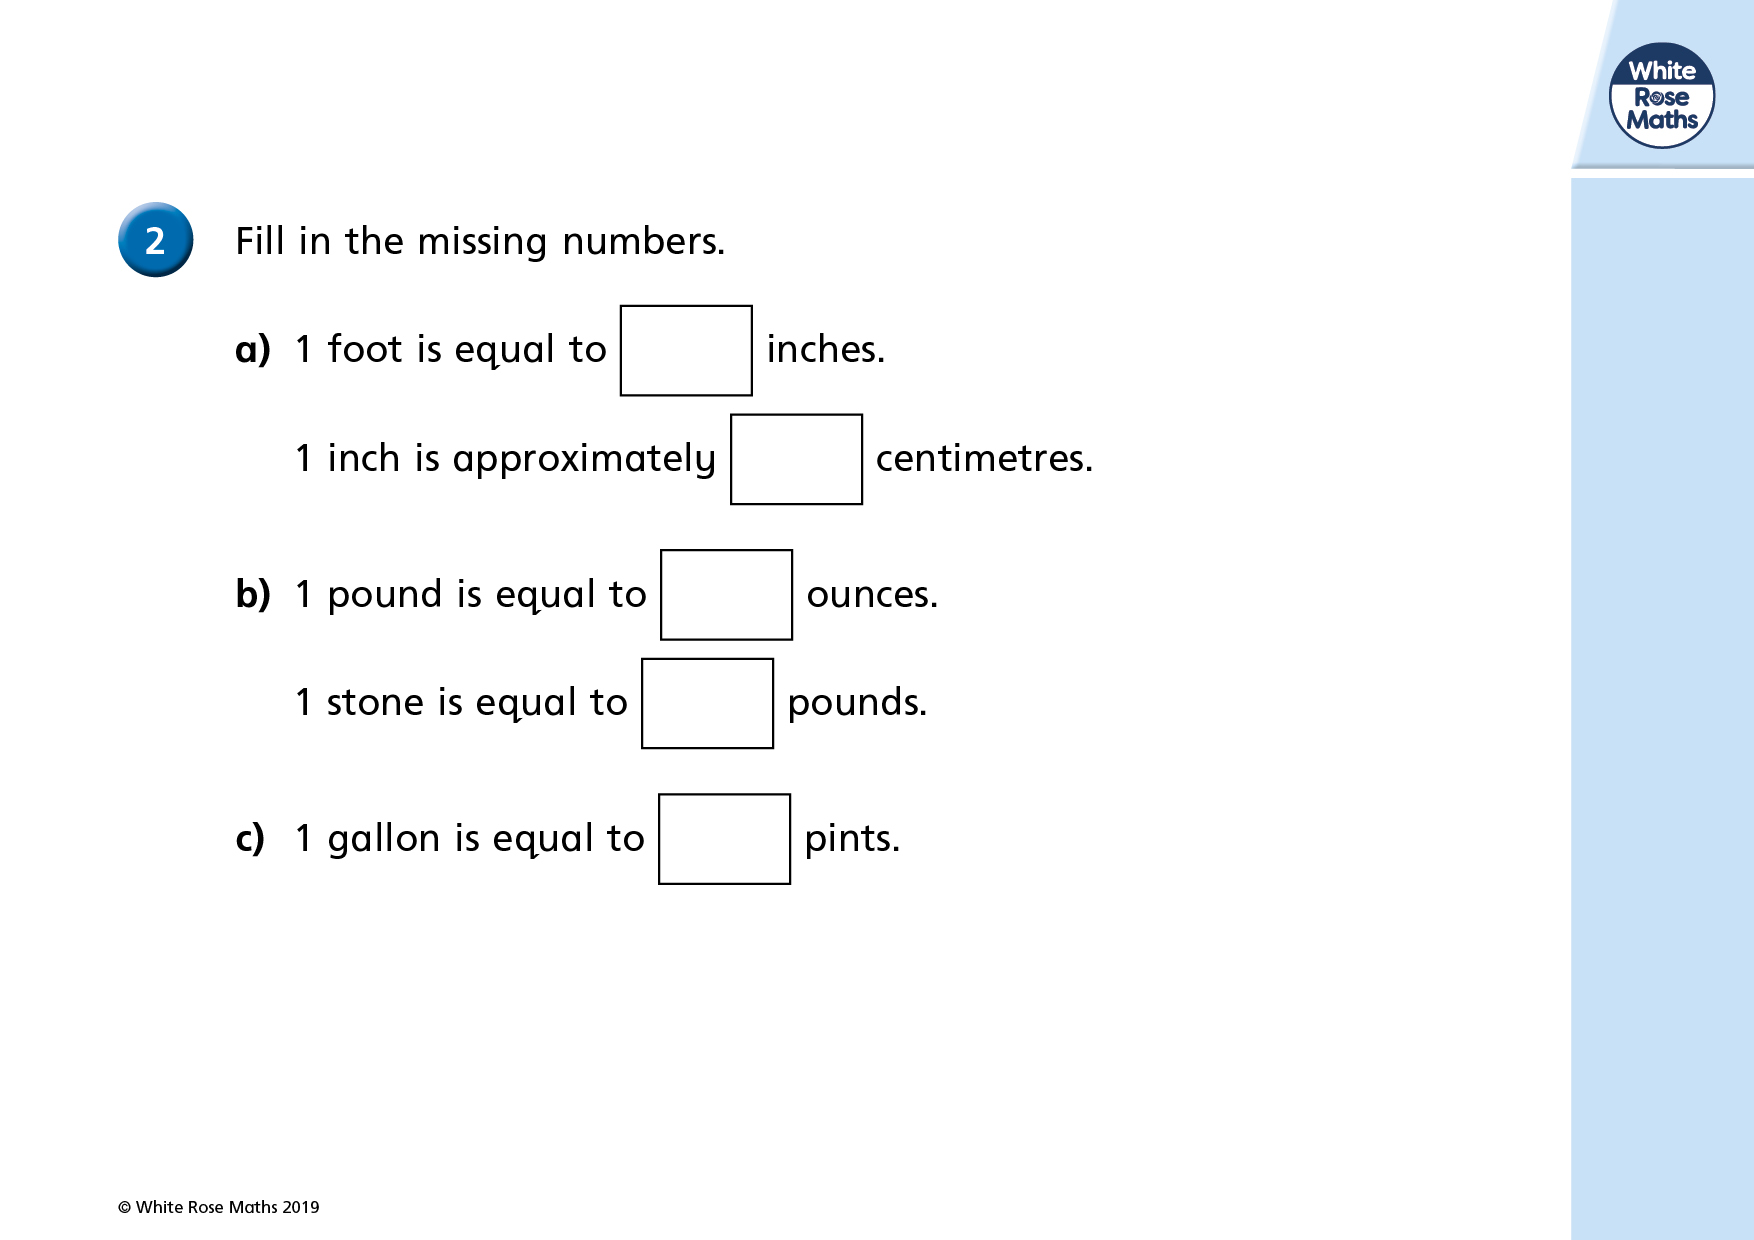 White
Rose
Maths
2 Fill in the missing numbers.
a) 1 foot is equal to inches.
1 inch is approximately centimetres.
b) 1 pound is equal to ounces.
1 stone is equal to pounds.
c) 1 gallon is equal to pints.
© White Rose Maths 2019